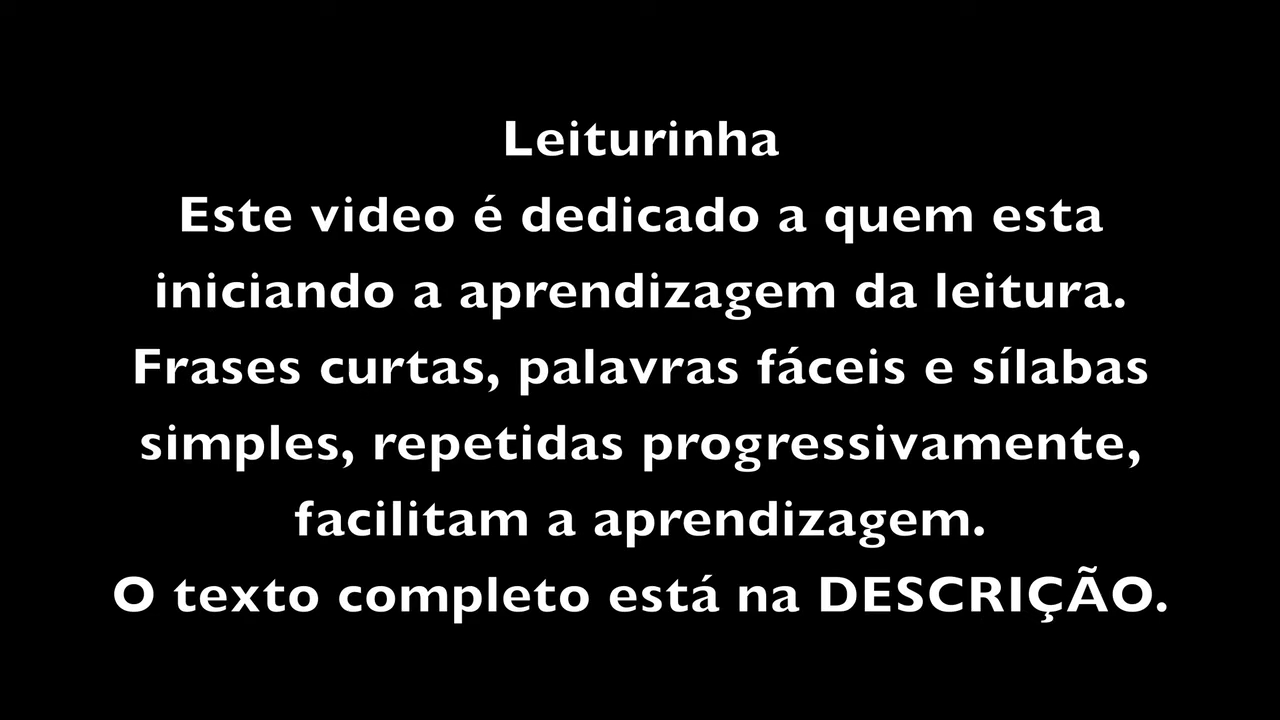 Leiturinha
Este video é dedicado a quem esta
iniciando a aprendizagem da leitura.
Frases curtas, palavras fáceis e sílabas
simples, repetidas progressivamente,
facilitam a aprendizagem.
O texto completo está na DESCRIÇÃO.